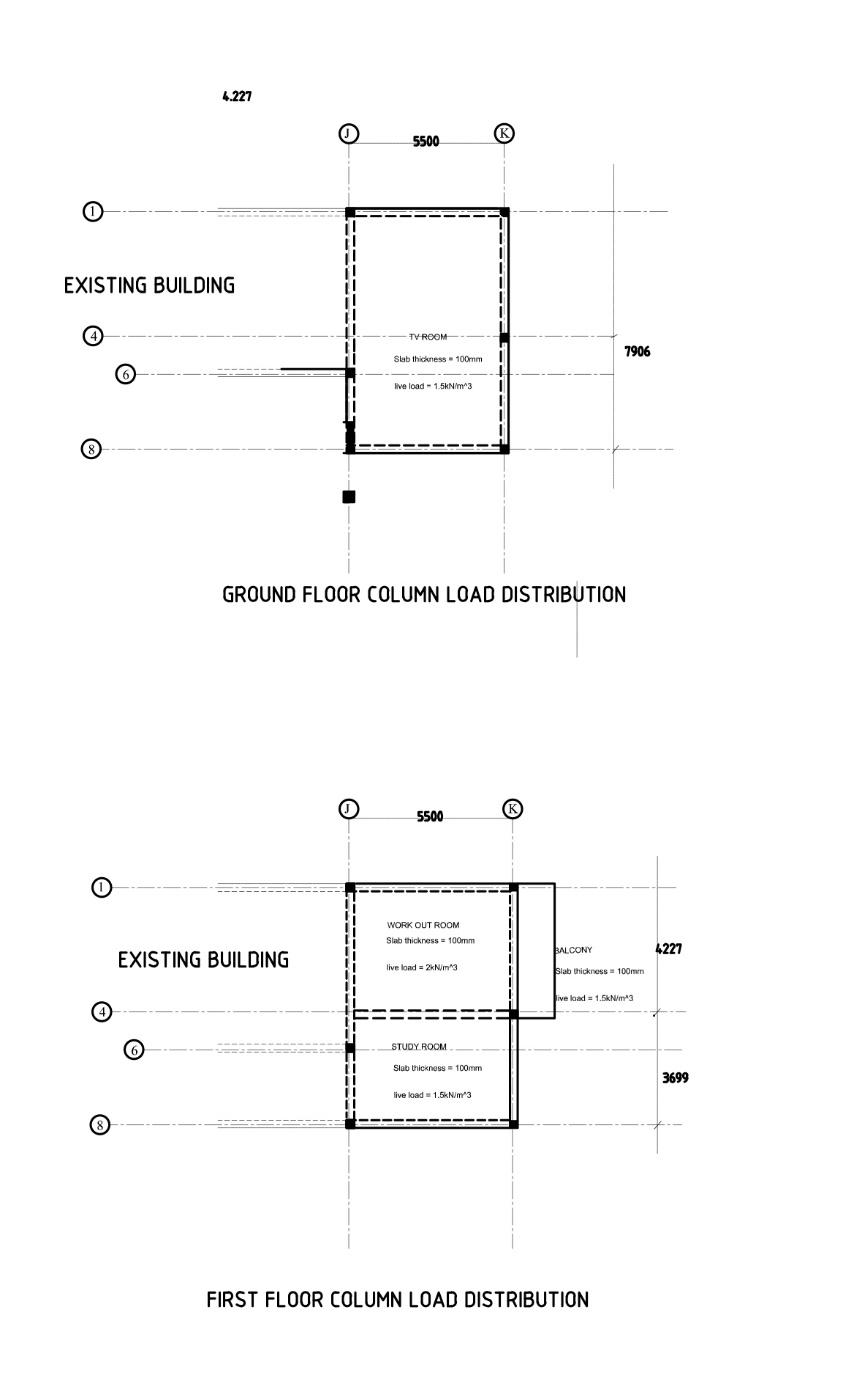 4.227
J
5500
K
1
EXISTING BUILDING
4
TV ROOM
7906
Slab thickness = 100mm
6
live load = 1.5kN/m^3
8
GROUND FLOOR COLUMN LOAD DISTRIBUTION
J
5500
K
1
WORK OUT ROOM
Slab thickness = 100mm
BALCONY
4227
EXISTING BUILDING
live load = 2kN/m^3
Slab thickness = 100mm
live load = 1.5kN/m^3
4
6
STUDY ROOM
Slab thickness = 100mm
3699
live load = 1.5kN/m^3
8
FIRST FLOOR COLUMN LOAD DISTRIBUTION